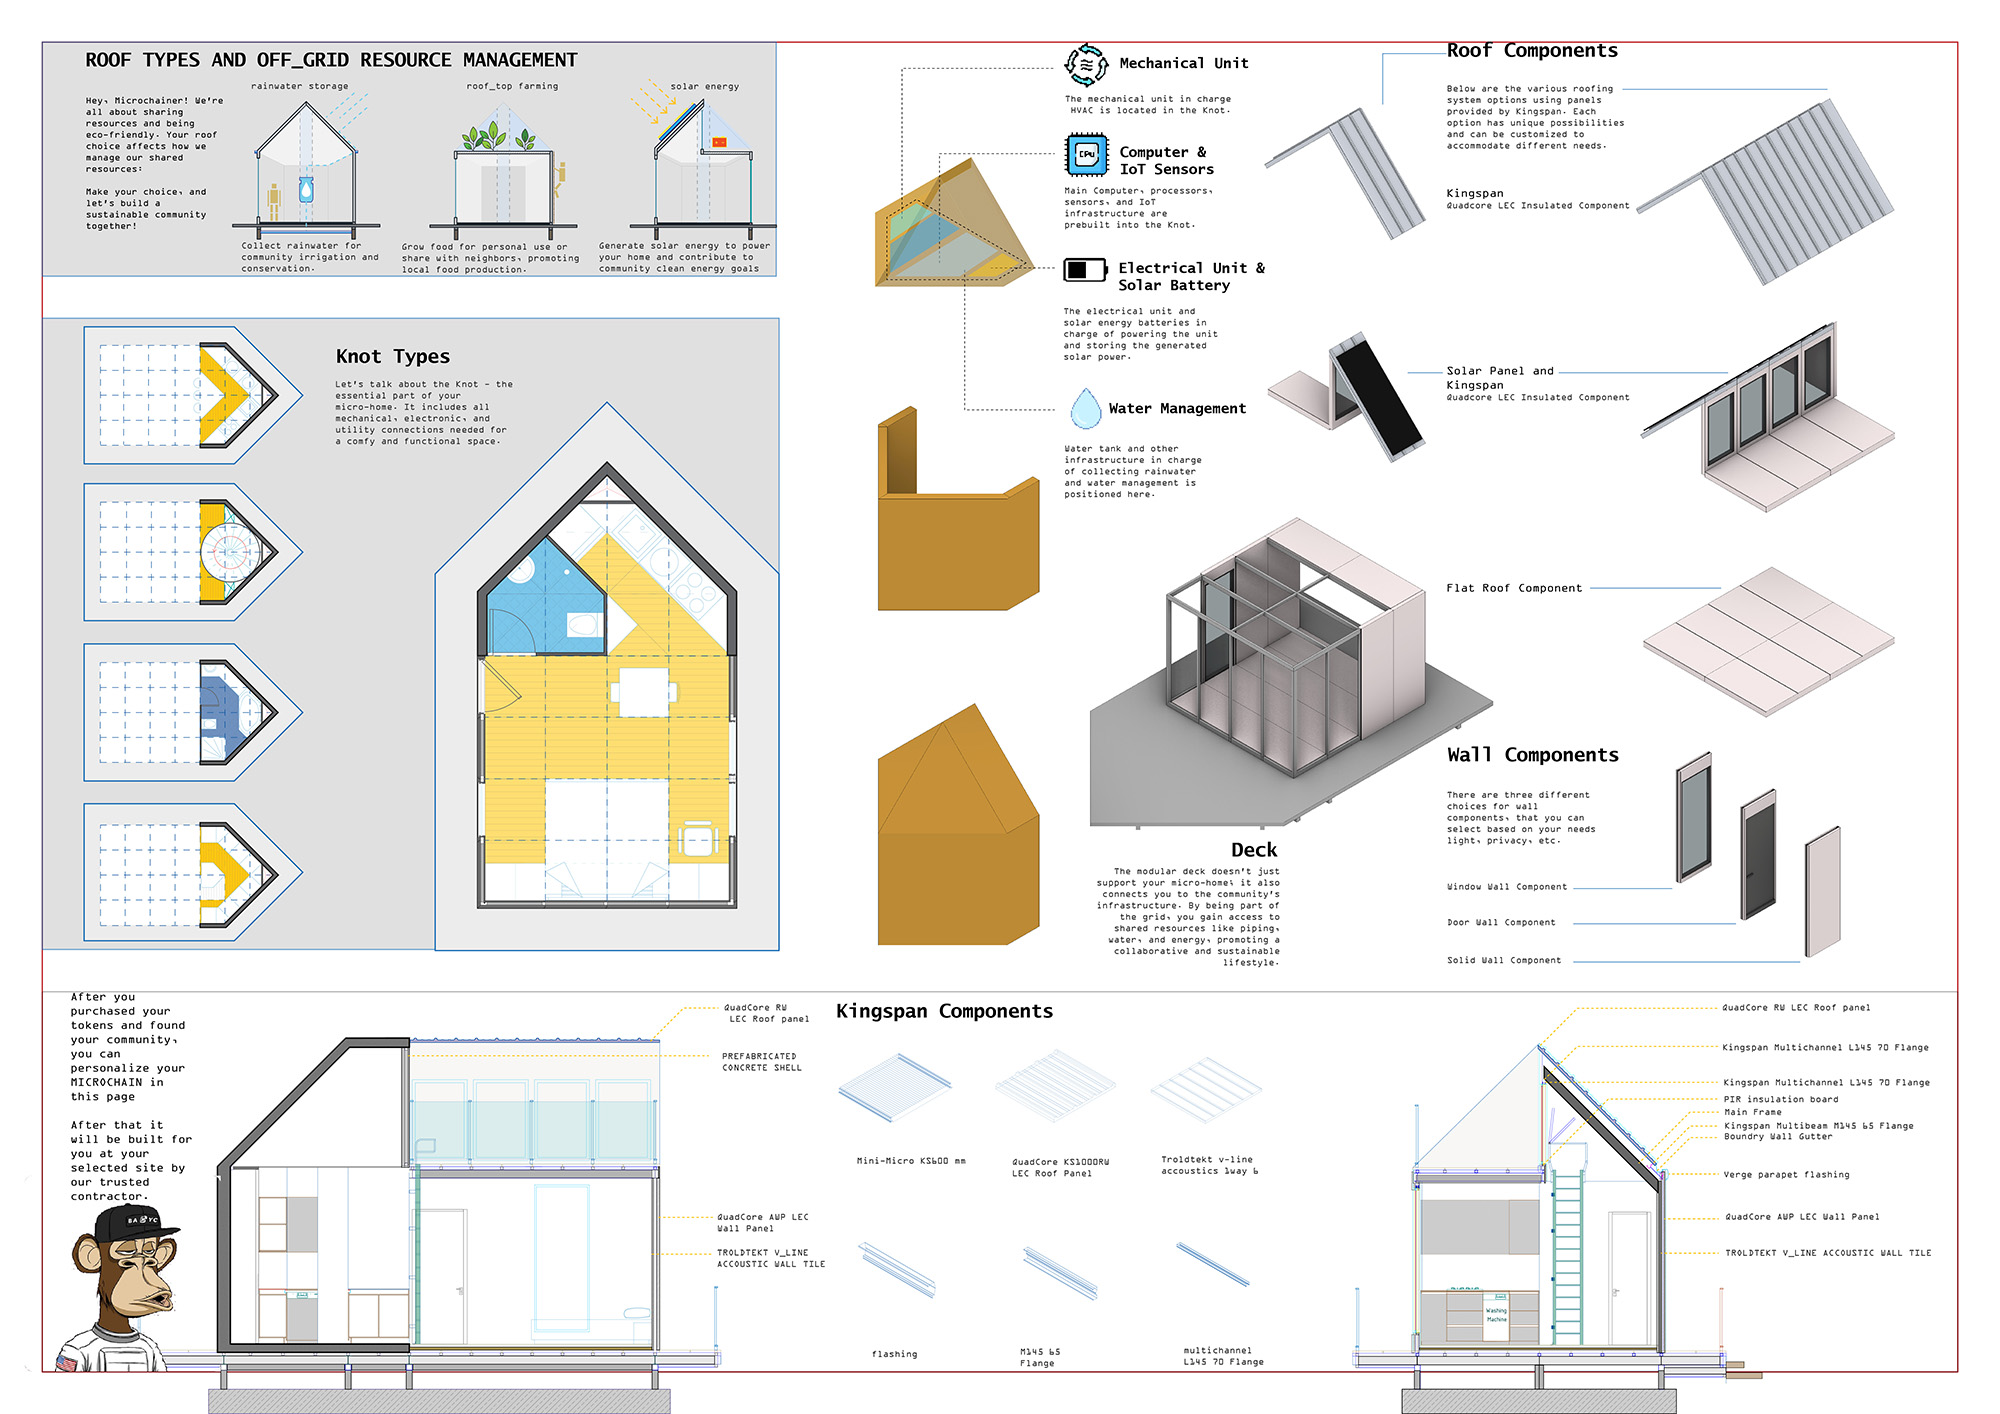 ROOF TYPES AND OFF_GRID RESOURCE MANAGEMENT
Hey, Microchainer! We're
all about sharing
resources and being
eco-friendly. Your roof
choice affects how we
manage our shared
resources:
Make your choice, and
let's build a
sustainable community
together!
rainwater storage
Collect rainwater for
community irrigation and
conservation.
roof_top farming
Grow food for personal use or
share with neighbors, promoting
local food production.
solar energy
Generate solar energy to power
your home and contribute to
community clean energy goals
Knot Types
Let's talk about the Knot - the
essential part of your
micro-home. It includes all
mechanical, electronic, and
utility connections needed for
a comfy and functional space.
Mechanical Unit
The mechanical unit in charge
HVAC is located in the Knot.
CPU
Computer &
IoT Sensors
Main Computer, processors,
sensors, and IoT
infrastructure are
prebuilt into the Knot.
Electrical Unit &
Solar Battery
The electrical unit and
solar energy batteries in
charge of powering the unit
and storing the generated
solar power.
Water Management
Water tank and other
infrastructure in charge
of collecting rainwater
and water management is
positioned here.
Deck
The modular deck doesn't just
support your micro-home; it also
connects you to the community's
infrastructure. By being part of
the grid, you gain access to
shared resources like piping,
water, and energy, promoting a
collaborative and sustainable
lifestyle.
Roof Components
Below are the various roofing
system options using panels
provided by Kingspan. Each
option has unique possibilities
and can be customized to
accommodate different needs.
Kingspan
Quadcore LEC Insulated Component
Solar Panel and
Kingspan
Quadcore LEC Insulated Component
Flat Roof Component
Wall Components
There are three different
choices for wall
components, that you can
select based on your needs
light, privacy, etc.
Window Wall Component
Door Wall Component
Solid Wall Component
After you
purchased your
tokens and found
your community,
you can
personalize your
MICROCHAIN in
this page
After that it
will be built for
you at your
selected site by
our trusted
contractor.
BA YC
QuadCore RW
LEC Roof panel
PREFABRICATED
CONCRETE SHELL
QuadCore AWP LEC
Wall Panel
TROLDTEKT V_LINE
ACCOUSTIC WALL TILE
Kingspan Components
Mini-Micro KS600 mm
QuadCore KS1000RW
LEC Roof Panel
Troldtekt v-line
accoustics 1way 6
flashing
M145 65
Flange
multichannel
L145 70 Flange
QuadCore RW LEC Roof panel
Kingspan Multichannel L145 70 Flange
Kingspan Multichannel L145 70 Flange
PIR insulation board
Main Frame
Kingspan Multibeam M145 65 Flange
Boundry Wall Gutter
Verge parapet flashing
QuadCore AWP LEC Wall Panel
TROLDTEKT V_LINE ACCOUSTIC WALL TILE
Washing
Machine